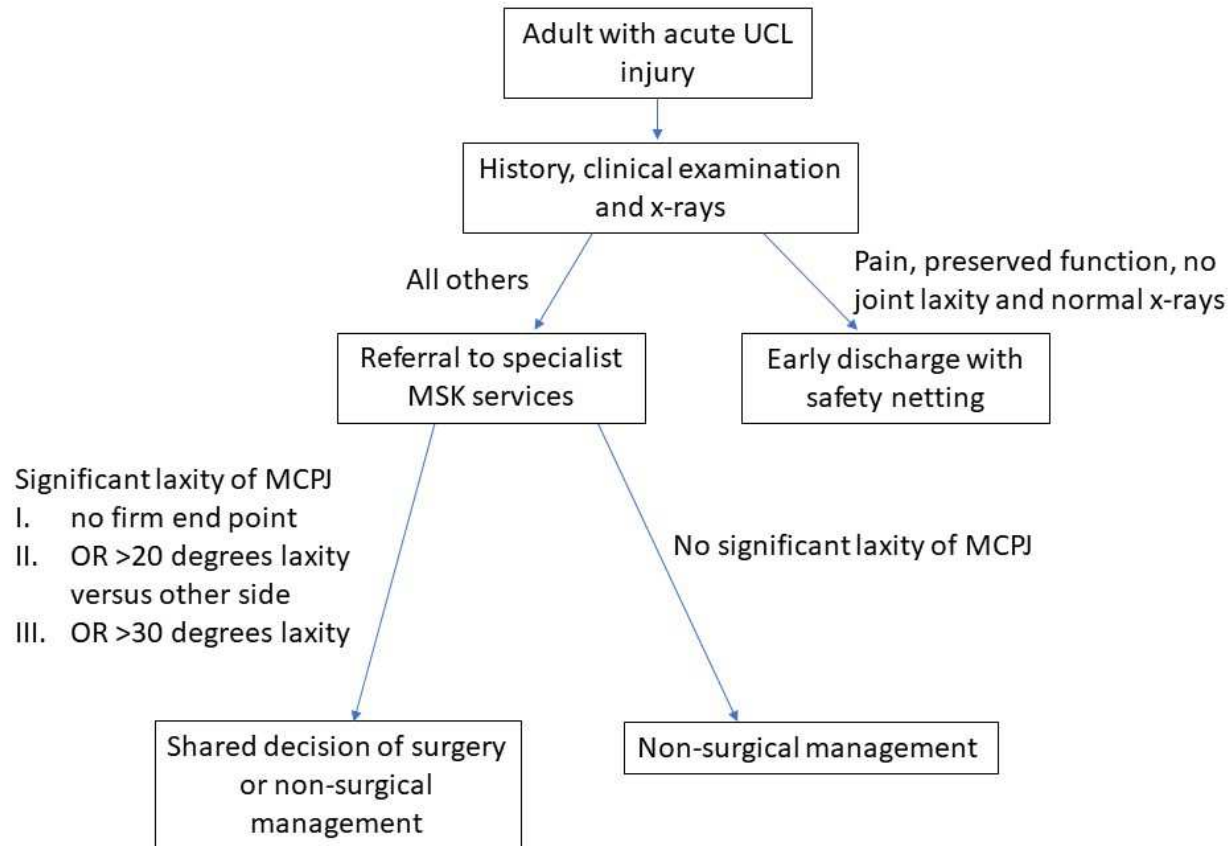 Adult with acute UCL
injury
History, clinical examination
and x-rays
All others
Pain, preserved function, no
joint laxity and normal x-rays
Referral to specialist
MSK services
Early discharge with
safety netting
Significant laxity of MCPJ
I. no firm end point
II. OR >20 degrees laxity
versus other side
III. OR >30 degrees laxity
No significant laxity of MCPJ
Shared decision of surgery
or non-surgical
management
Non-surgical management